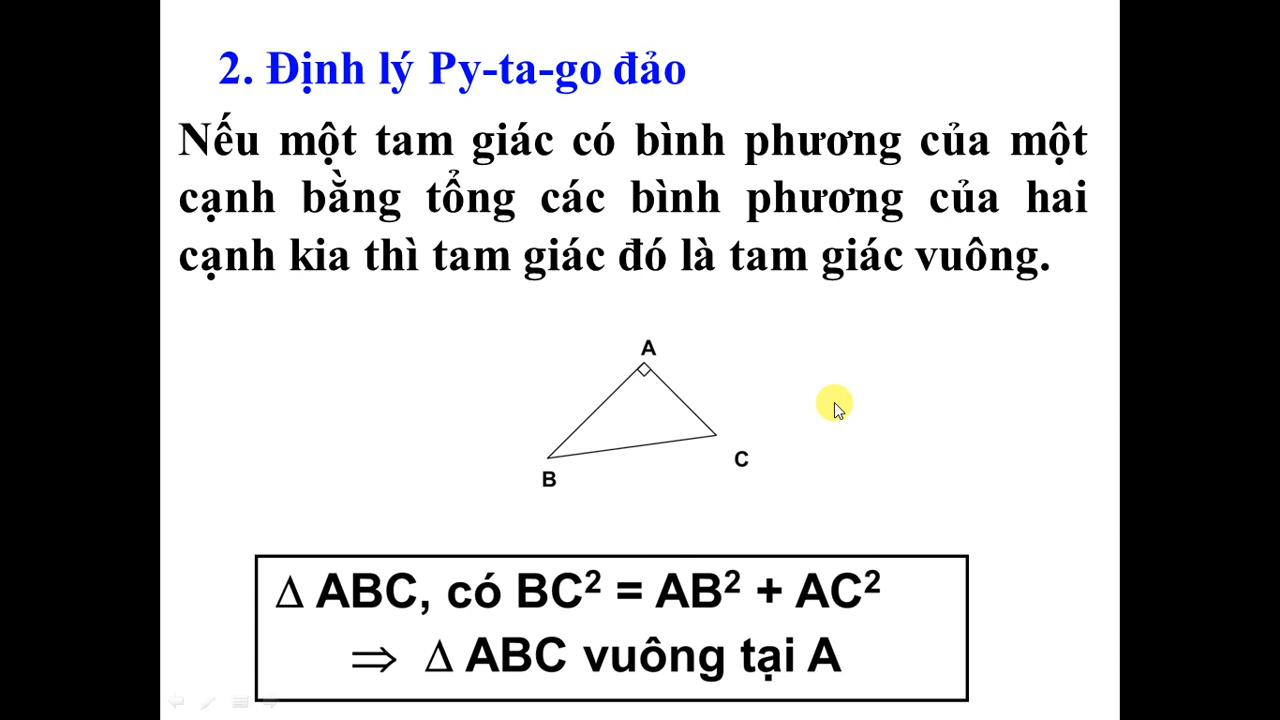 2. Định lý Py-ta-go đảo
Nếu một tam giác có bình phương của một
cạnh bằng tổng các bình phương của hai
cạnh kia thì tam giác đó là tam giác vuông.
A
B
C
∆ ABC, có BC² = AB² + AC²
⇒ ∆ ABC vuông tại A